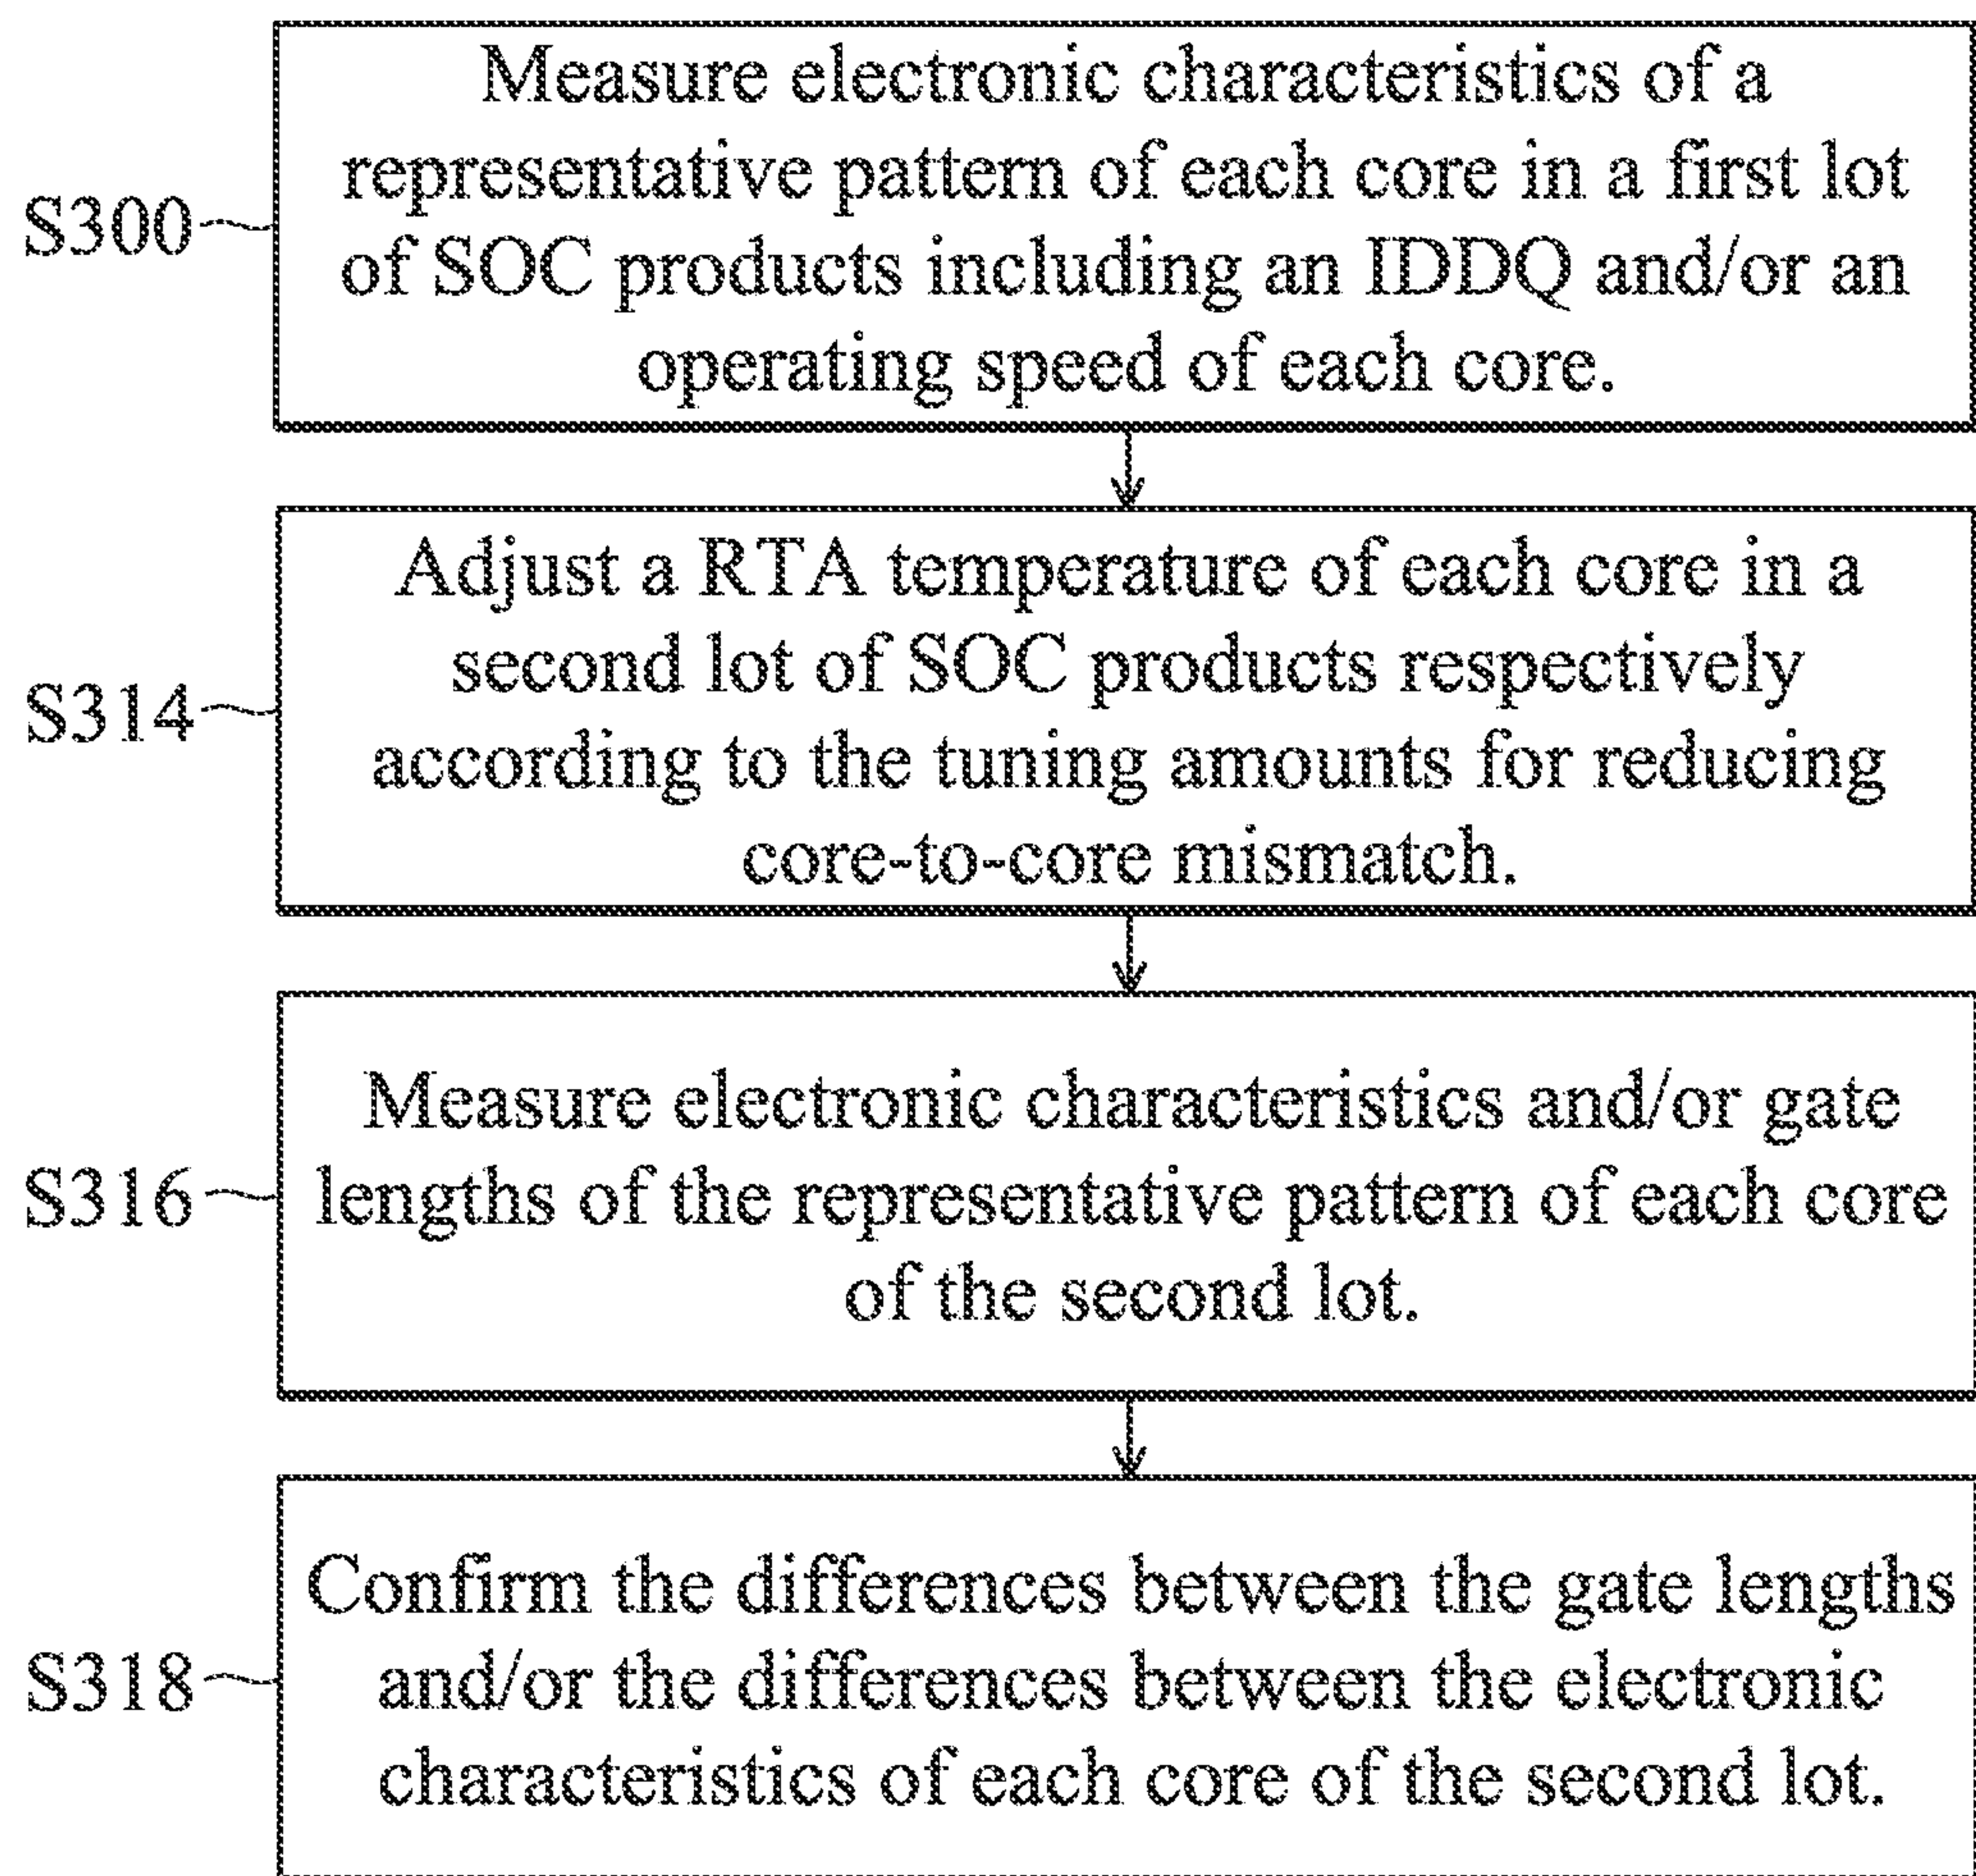 Measure electronic characteristics of a
representative pattern of each core in a first lot
S300
of SOC products including an IDDQ and/or an
operating speed of each core.
Adjust a RTA temperature of each core in a
second lot of SOC products respectively
S314
according to the tuning amounts for reducing
core-to-core mismatch.
Measure electronic characteristics and/or gate
S316
lengths of the representative pattern of each core
of the second lot.
Confirm the differences between the gate lengths
S318
and/or the differences between the electronic
characteristics of each core of the second lot.